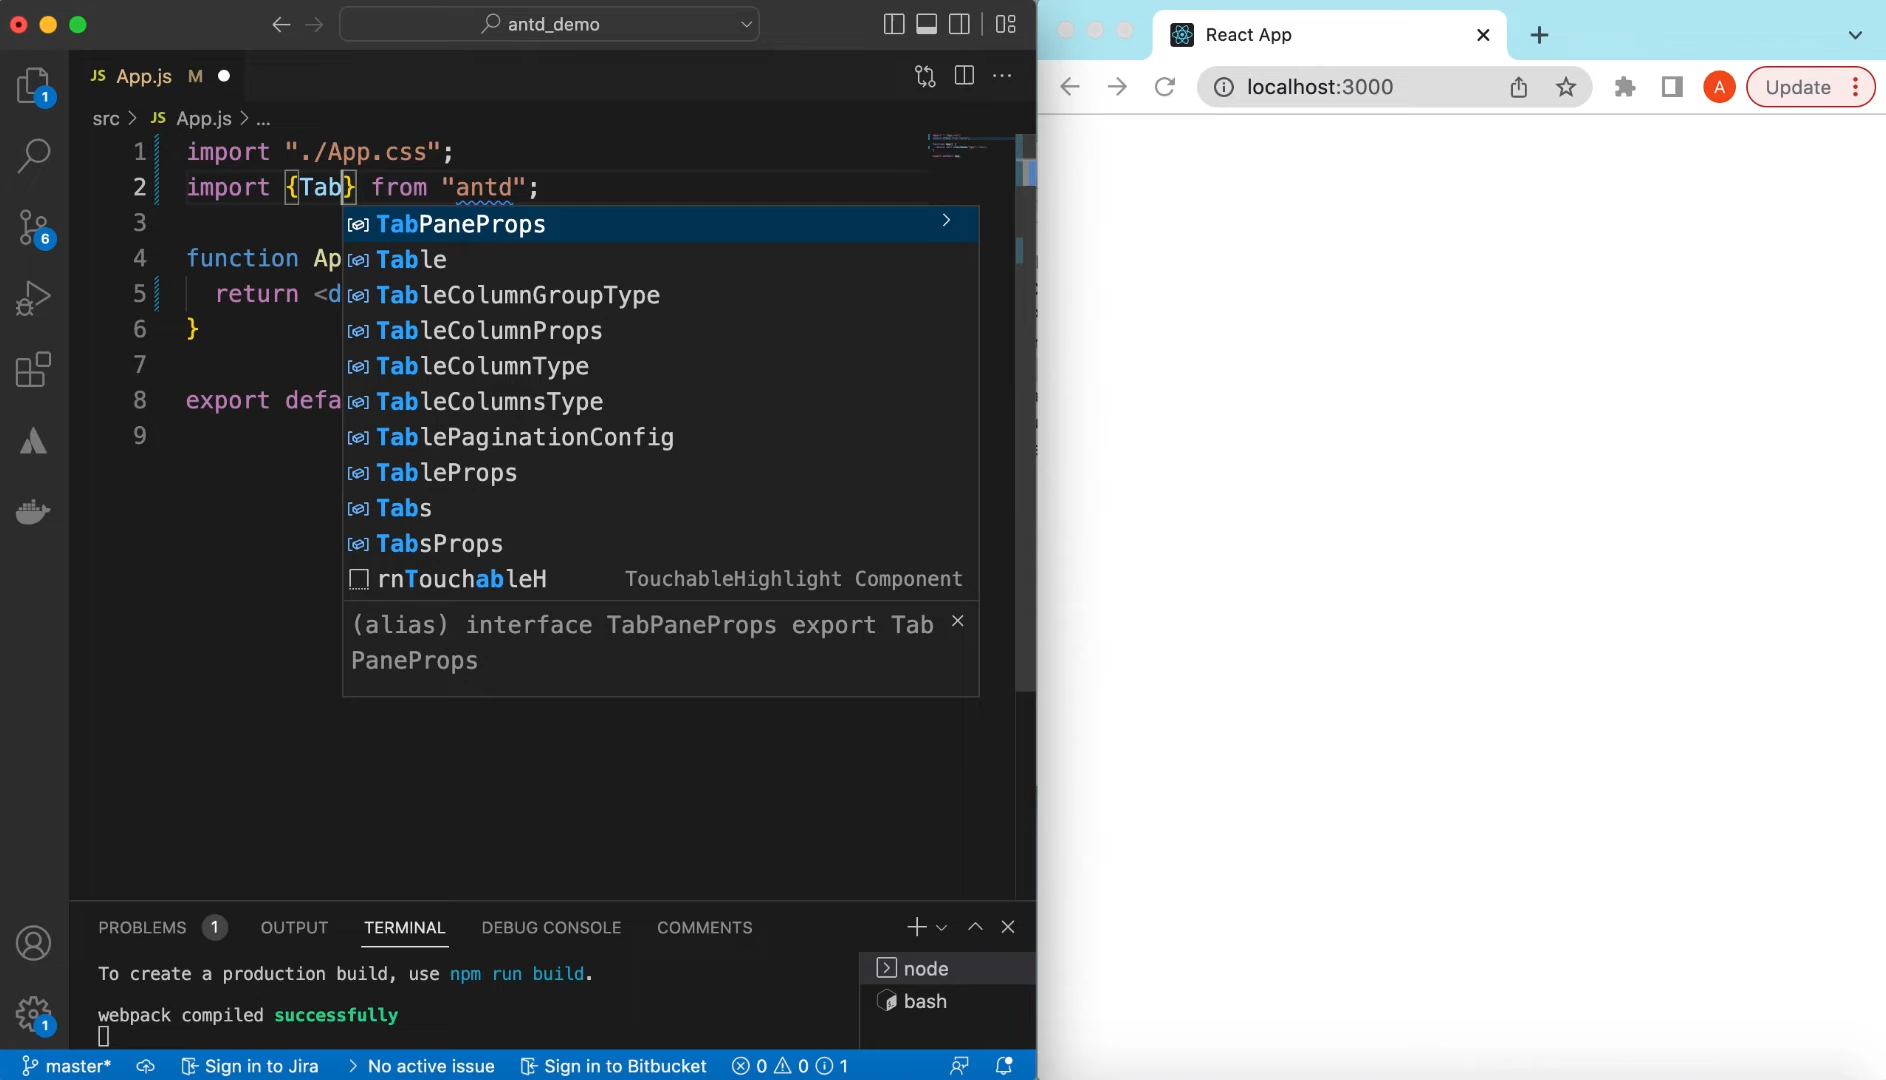 antd_demo
JS App.js M
src > JS App.js > ...
1 import "./App.css";
2 import {Tab} from "antd";
3
4 function Ap
5 return <d
6 }
7
8 export defa
9
TabPaneProps
Table
TableColumnGroupType
TableColumnProps
TableColumnType
TableColumnsType
TablePaginationConfig
TableProps
Tabs
TabsProps
rnTouchableH TouchableHighlight Component
(alias) interface TabPaneProps export Tab
PaneProps
1
6
1
PROBLEMS 1 OUTPUT TERMINAL DEBUG CONSOLE COMMENTS
To create a production build, use npm run build.
webpack compiled successfully
node
bash
master* Sign in to Jira > No active issue Sign in to Bitbucket 0 0 1
React App
localhost:3000
A
Update